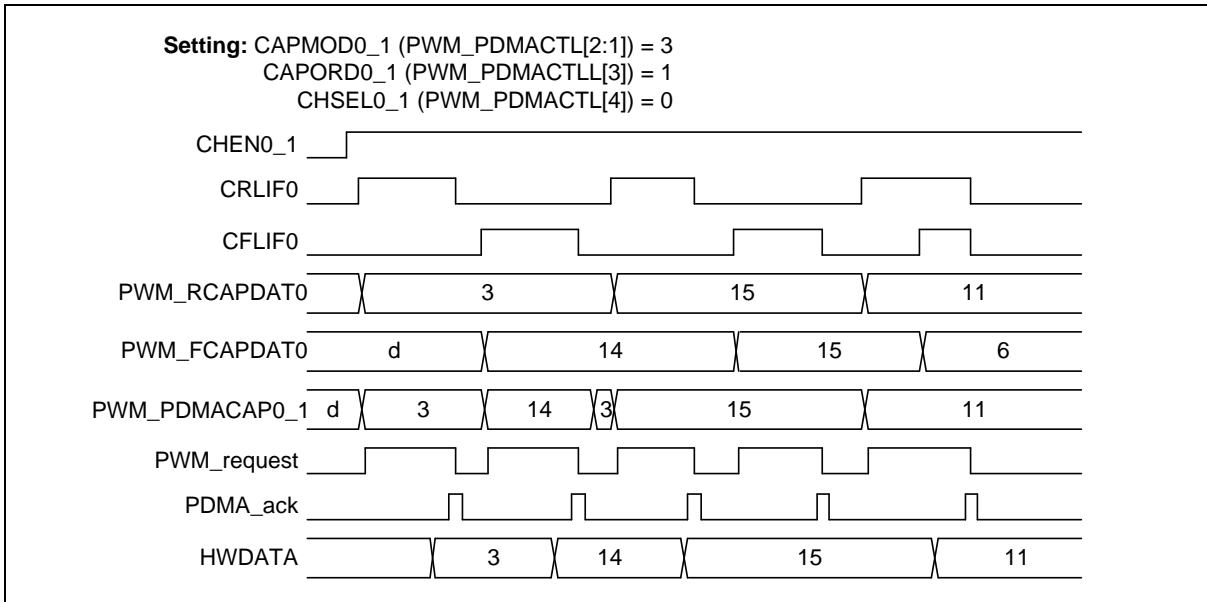 Setting: CAPMOD0_1 (PWM_PDMACTL[2:1]) = 3
CAPORD0_1 (PWM_PDMACTLL[3]) = 1
CHSEL0_1 (PWM_PDMACTL[4]) = 0
CHEN0_1
CRLIF0
CFLIF0
PWM_RCAPDAT0 3 15 11
PWM_FCAPDAT0 d 14 15 6
PWM_PDMACAP0_1 d 3 14 3 15 11
PWM_request
PDMA_ack
HWDATA 3 14 15 11